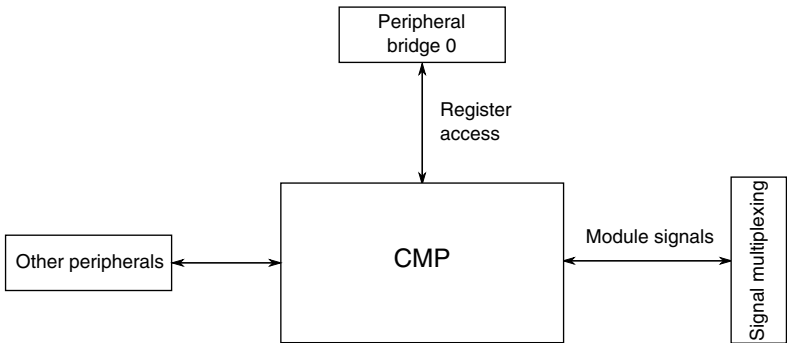 Peripheral
bridge 0
Register
access
Other peripherals
CMP
Module signals
Signal multiplexing